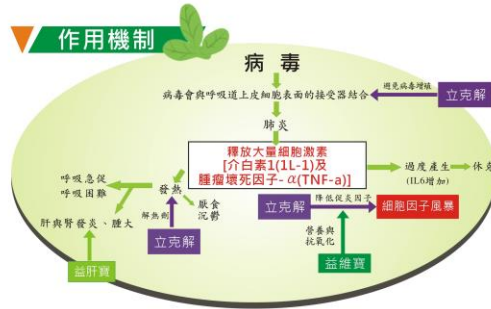 作用機制
病毒
病毒會與呼吸道上皮細胞表面的接受器結合
避免病毒增殖
立克解
肺炎
釋放大量細胞激素
[介白素1(1L-1)及
腫瘤壞死因子-α(TNF-a)]
過度產生
(IL6增加)
休克
呼吸急促
呼吸困難
發熱
厭食
沉鬱
解熱劑
立克解
肝與腎發炎、腫大
益肝寶
立克解
降低促炎因子
細胞因子風暴
營養與
抗氧化
益維寶